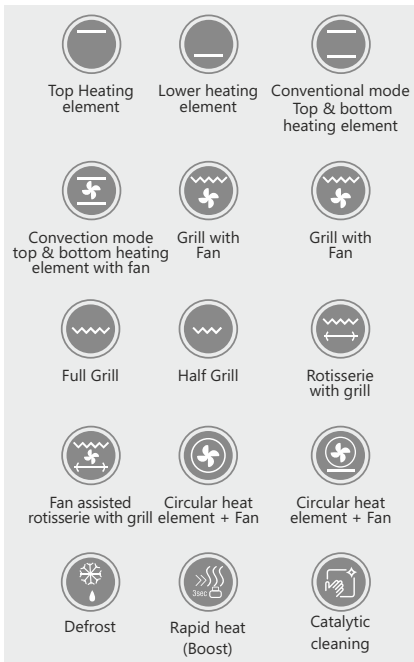 Top Heating
element
Lower heating
element
Conventional mode
Top & bottom
heating element
Convection mode
top & bottom heating
element with fan
Grill with
Fan
Grill with
Fan
Full Grill
Half Grill
Rotisserie
with grill
Fan assisted
rotisserie with grill
Circular heat
element + Fan
Circular heat
element + Fan
Defrost
3sec
Rapid heat
(Boost)
Catalytic
cleaning